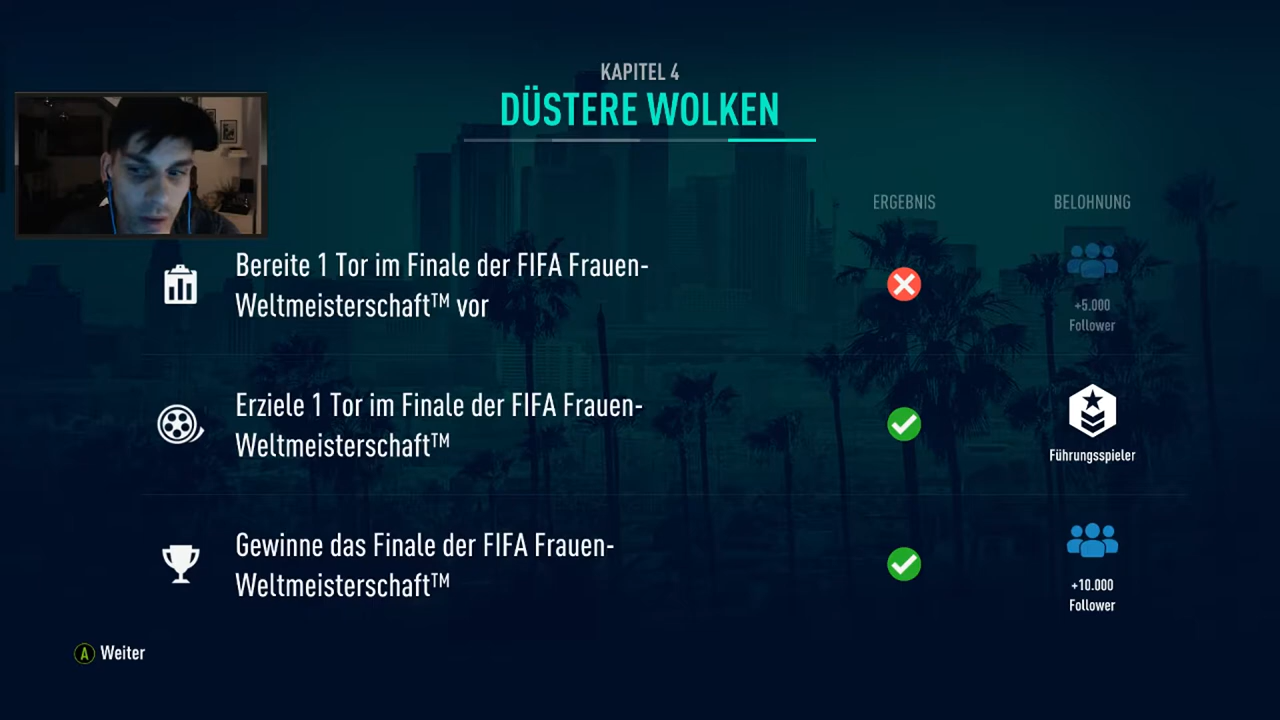 KAPITEL 4
DÜSTERE WOLKEN
ERGEBNIS
BELOHNUNG
Bereite 1 Tor im Finale der FIFA Frauen-
Weltmeisterschaft™ vor
+5.000
Follower
Erziele 1 Tor im Finale der FIFA Frauen-
Weltmeisterschaft™
Führungsspieler
Gewinne das Finale der FIFA Frauen-
Weltmeisterschaft™
+10.000
Follower
A Weiter